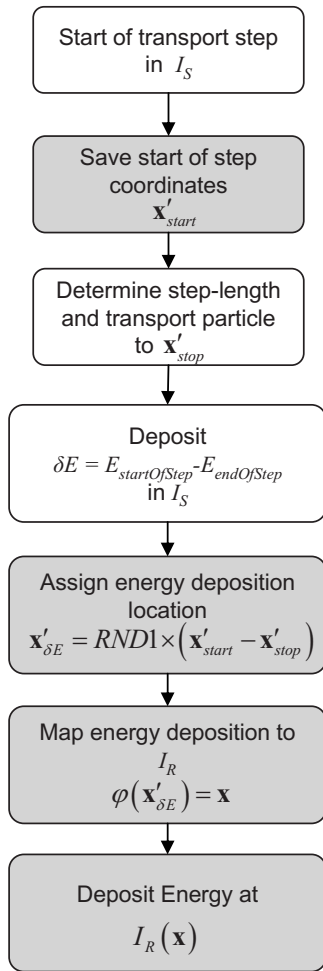 Start of transport step
in I_S
Save start of step
coordinates
𝐱′_start
Determine step-length
and transport particle
to 𝐱′_stop
Deposit
δE = E_startOfStep-E_endOfStep
in I_S
Assign energy deposition
location
𝐱′_δE = RND1×(𝐱′_start − 𝐱′_stop)
Map energy deposition to
I_R
φ(𝐱′_δE) = 𝐱
Deposit Energy at
I_R(𝐱)